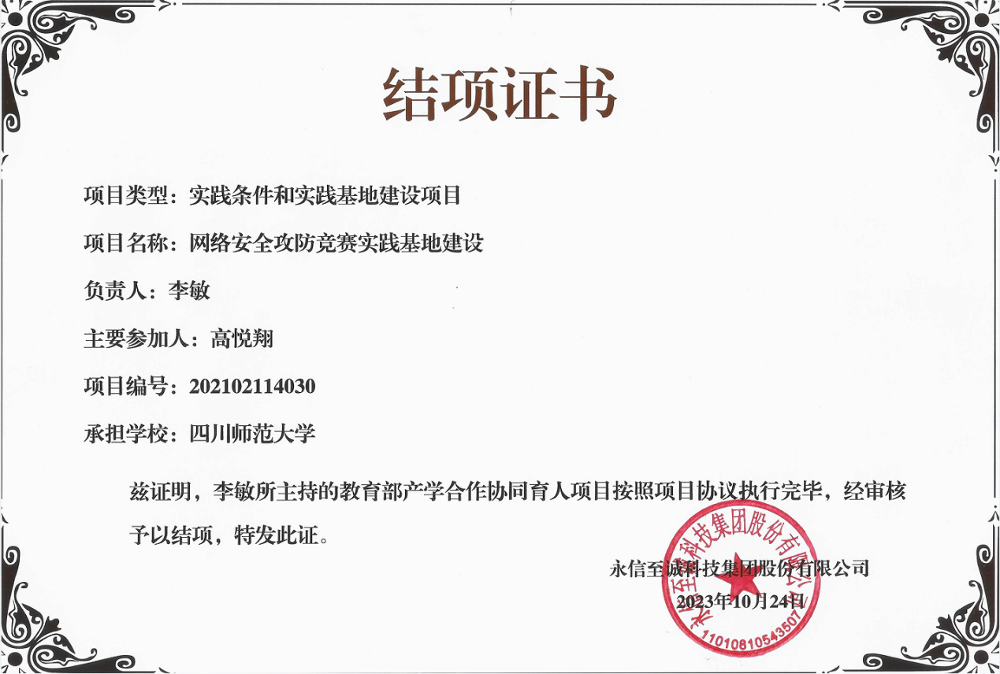 结项证书
项目类型：实践条件和实践基地建设项目
项目名称：网络安全攻防竞赛实践基地建设
负责人：李敏
主要参加人：高悦翔
项目编号：202102114030
承担学校：四川师范大学
兹证明，李敏所主持的教育部产学合作协同育人项目按照项目协议执行完毕，经审核
予以结项，特发此证。
永信至诚科技集团股份有限公司
2023年10月24日
永信至诚科技集团股份有限公司
11010810543507